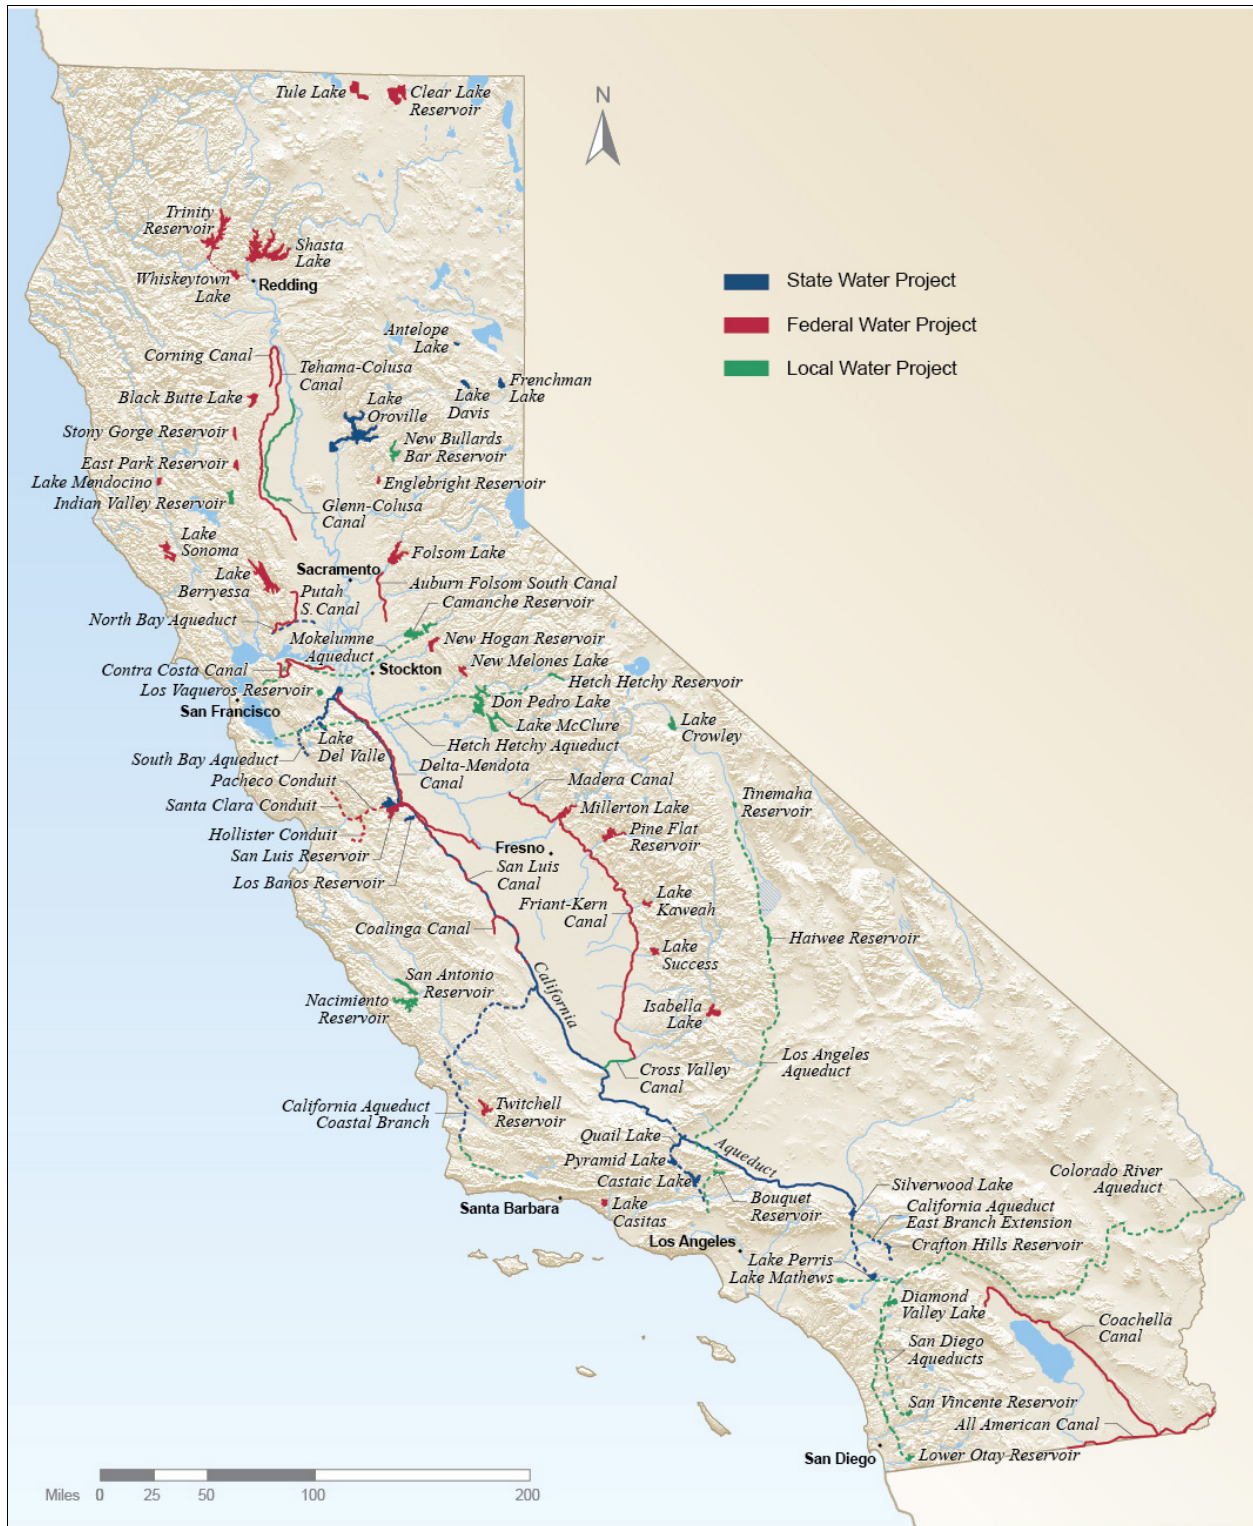 Tule Lake
Clear Lake
Reservoir
N
Trinity
Reservoir
Shasta
Lake
Whiskeytown
Lake
Redding
State Water Project
Federal Water Project
Local Water Project
Antelope
Lake
Corning Canal
Tehama-Colusa
Canal
Frenchman
Lake
Lake
Davis
Black Butte Lake
Lake
Oroville
Stony Gorge Reservoir
New Bullards
Bar Reservoir
East Park Reservoir
Lake Mendocino
Englebright Reservoir
Indian Valley Reservoir
Glenn-Colusa
Canal
Lake
Sonoma
Folsom Lake
Sacramento
Lake
Berryessa
Auburn Folsom South Canal
Putah
S. Canal
Camanche Reservoir
North Bay Aqueduct
Mokelumne
Aqueduct
New Hogan Reservoir
Contra Costa Canal
Stockton
New Melones Lake
Los Vaqueros Reservoir
Hetch Hetchy Reservoir
San Francisco
Don Pedro Lake
Lake McClure
Lake
Crowley
Lake
Del Valle
Hetch Hetchy Aqueduct
South Bay Aqueduct
Delta-Mendota
Canal
Pacheco Conduit
Madera Canal
Santa Clara Conduit
Millerton Lake
Tinemaha
Reservoir
Hollister Conduit
Pine Flat
Reservoir
San Luis Reservoir
Fresno
San Luis
Canal
Los Banos Reservoir
Lake
Kaweah
Friant-Kern
Canal
Coalinga Canal
Haiwee Reservoir
Lake
Success
San Antonio
Reservoir
Nacimiento
Reservoir
California
Isabella
Lake
Los Angeles
Aqueduct
Cross Valley
Canal
California Aqueduct
Coastal Branch
Twitchell
Reservoir
Quail Lake
Aqueduct
Pyramid Lake
Castaic Lake
Colorado River
Aqueduct
Silverwood Lake
Bouquet
Reservoir
Santa Barbara
Lake
Casitas
California Aqueduct
East Branch Extension
Los Angeles
Crafton Hills Reservoir
Lake Perris
Lake Mathews
Diamond
Valley Lake
Coachella
Canal
San Diego
Aqueducts
San Vincente Reservoir
All American Canal
San Diego
Lower Otay Reservoir
Miles 0 25 50 100 200